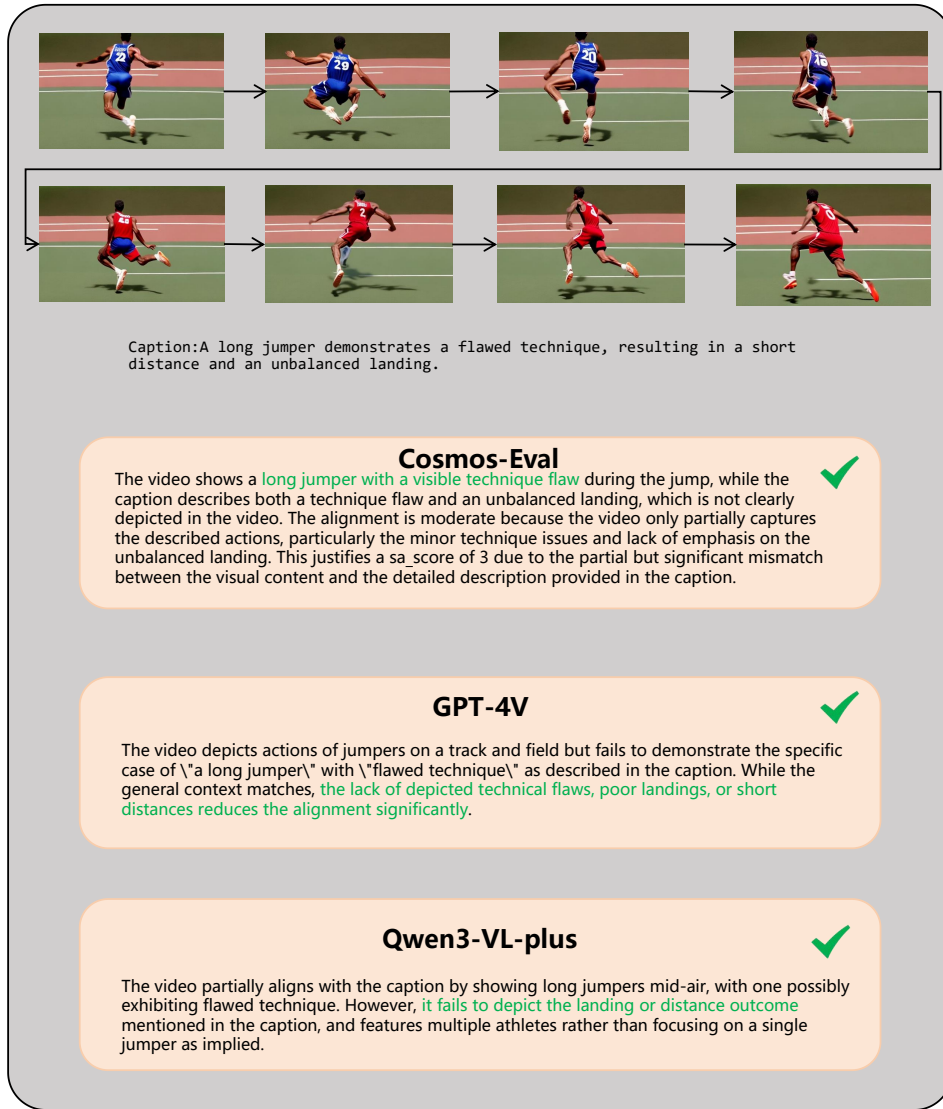 22
29
20
2
0
Caption:A long jumper demonstrates a flawed technique, resulting in a short
distance and an unbalanced landing.
Cosmos-Eval
The video shows a long jumper with a visible technique flaw during the jump, while the
caption describes both a technique flaw and an unbalanced landing, which is not clearly
depicted in the video. The alignment is moderate because the video only partially captures
the described actions, particularly the minor technique issues and lack of emphasis on the
unbalanced landing. This justifies a sa_score of 3 due to the partial but significant mismatch
between the visual content and the detailed description provided in the caption.
GPT-4V
The video depicts actions of jumpers on a track and field but fails to demonstrate the specific
case of \"a long jumper\" with \"flawed technique\" as described in the caption. While the
general context matches, the lack of depicted technical flaws, poor landings, or short
distances reduces the alignment significantly.
Qwen3-VL-plus
The video partially aligns with the caption by showing long jumpers mid-air, with one possibly
exhibiting flawed technique. However, it fails to depict the landing or distance outcome
mentioned in the caption, and features multiple athletes rather than focusing on a single
jumper as implied.